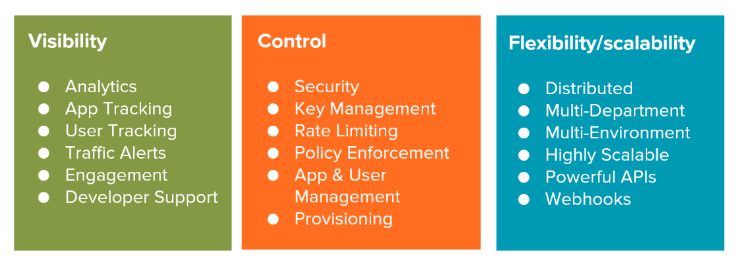 Visibility
Analytics
App Tracking
User Tracking
Traffic Alerts
Engagement
Developer Support
Control
Security
Key Management
Rate Limiting
Policy Enforcement
App & User
Management
Provisioning
Flexibility/scalability
Distributed
Multi-Department
Multi-Environment
Highly Scalable
Powerful APIs
Webhooks